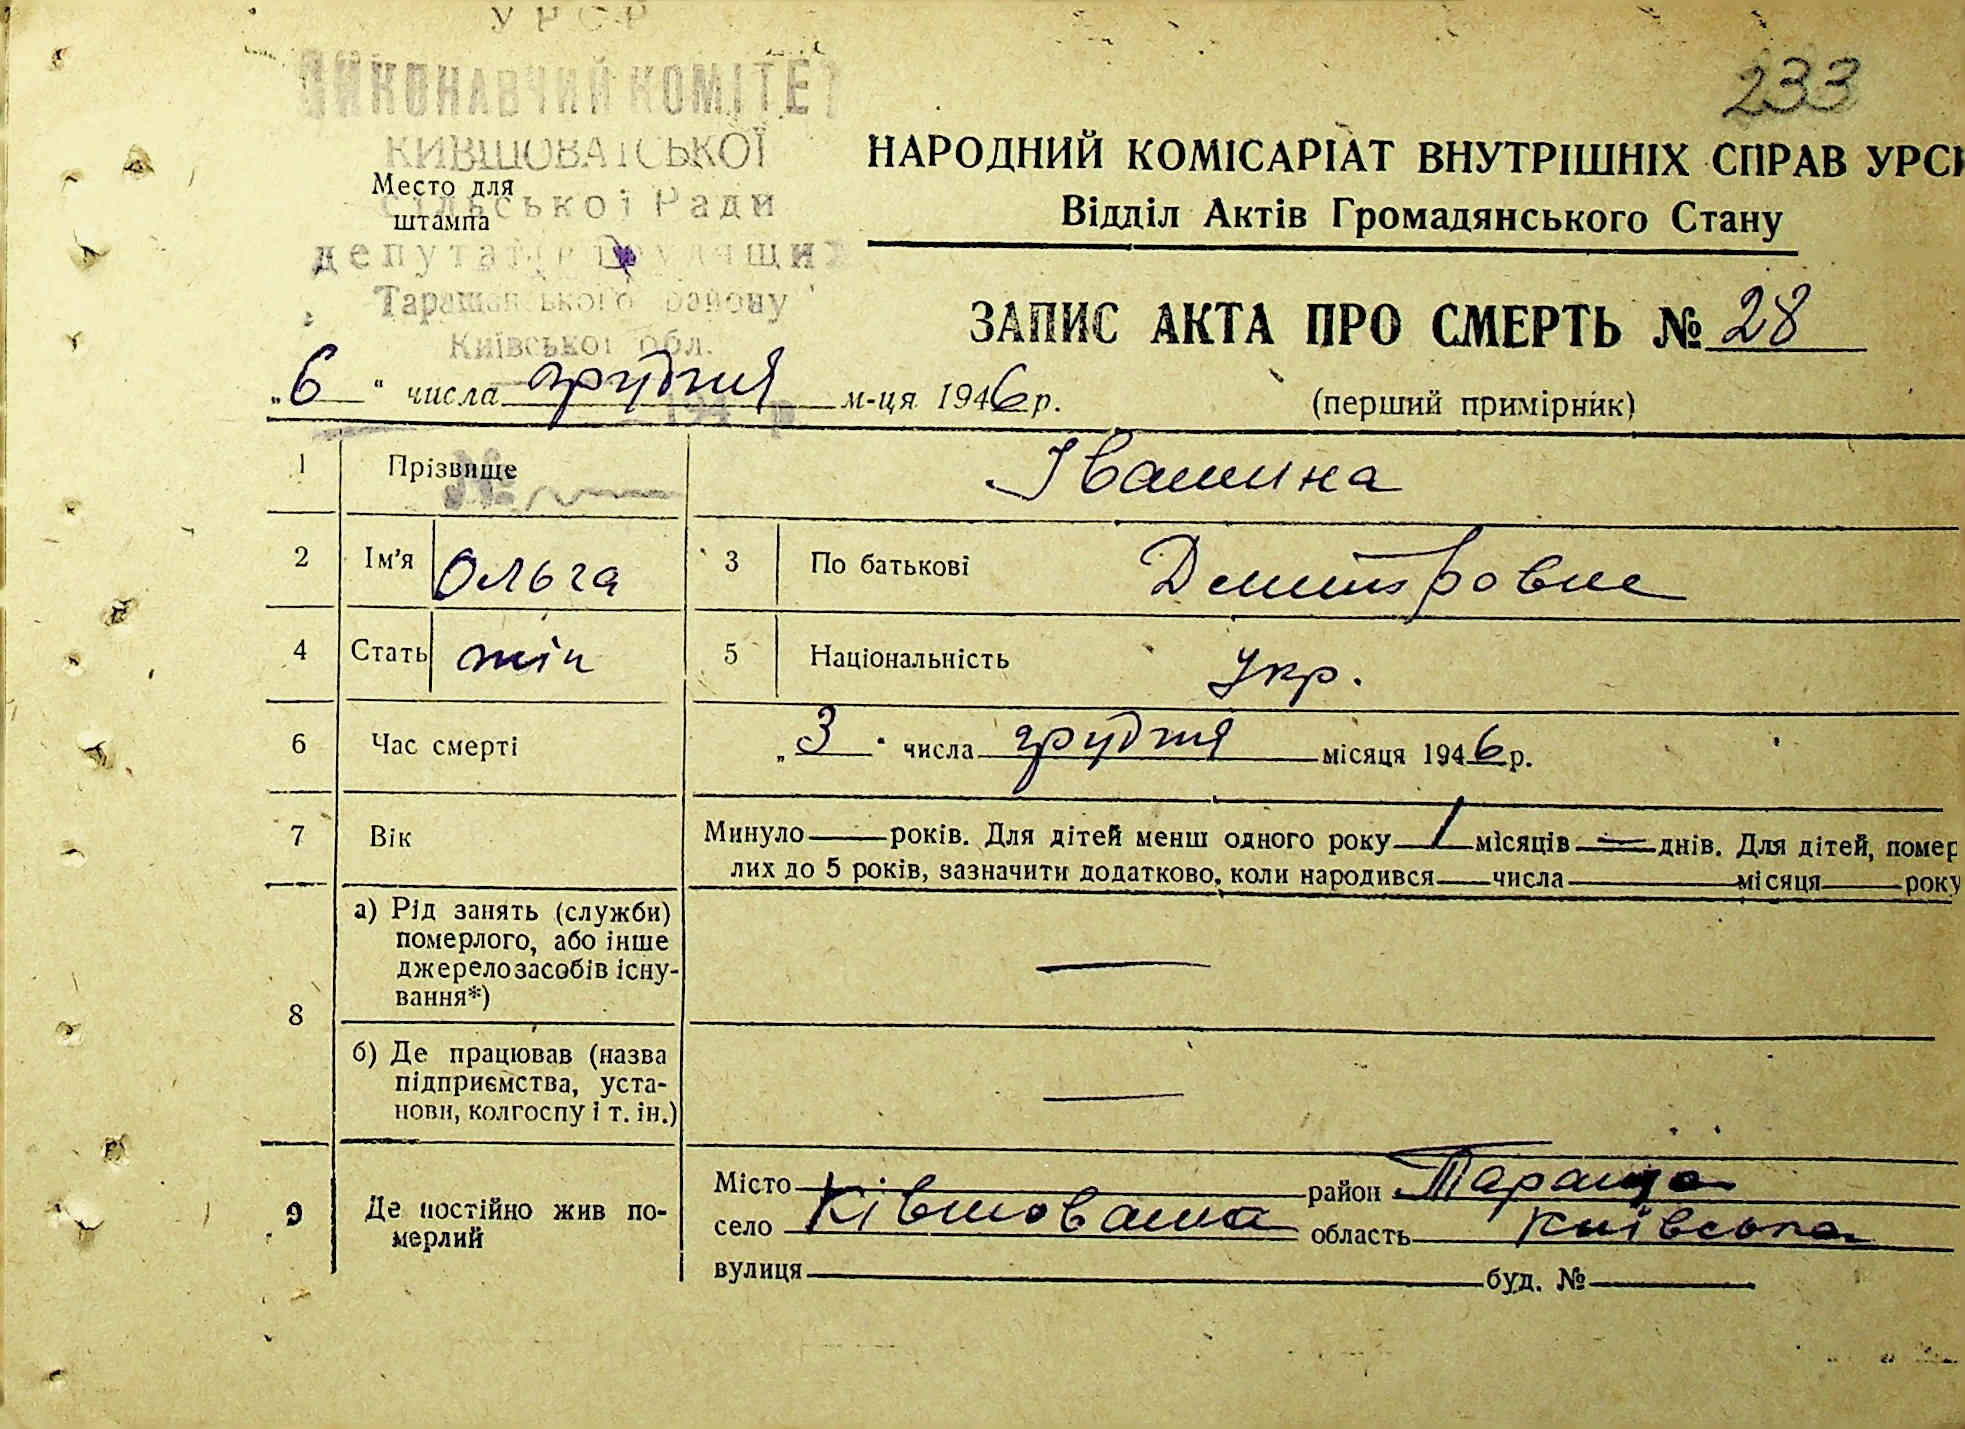 УРСР
ВИКОНАВЧИЙ КОМІТЕТ
КИВШОВАТСЬКОЇ
сільської Ради
депутатів трудящих
Таращанського району
Київської обл.
194 р.
№
Место для
штампа
233
НАРОДНИЙ КОМІСАРІАТ ВНУТРІШНІХ СПРАВ УРСР
Відділ Актів Громадянського Стану
ЗАПИС АКТА ПРО СМЕРТЬ № 28
„6“ числа грудня м-ця 1946 р. (перший примірник)
1 Прізвище Івашина
2 Ім'я Ольга 3 По батькові Демитровне
4 Стать жін 5 Національність Укр.
6 Час смерті „3“ числа грудня місяця 1946 р.
7 Вік Минуло — років. Для дітей менш одного року 1 місяців — днів. Для дітей, помер
лих до 5 років, зазначити додатково, коли народився — числа — місяця — року
8 а) Рід занять (служби)
померлого, або інше
джерело засобів існу-
вання*) —
б) Де працював (назва
підприємства, уста-
нови, колгоспу і т. ін.) —
9 Де постійно жив по-
мерлий
Місто район Тараща
село Ківшовата область Київська
вулиця буд. №